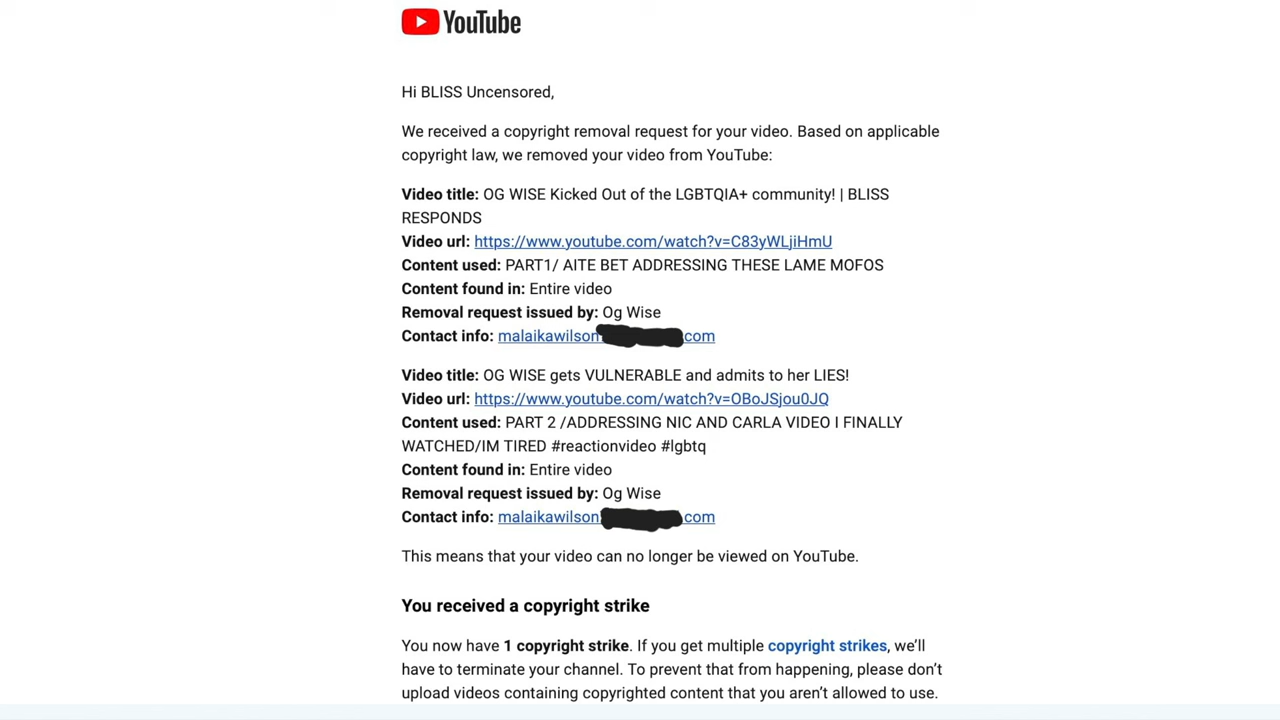 YouTube
Hi BLISS Uncensored,
We received a copyright removal request for your video. Based on applicable
copyright law, we removed your video from YouTube:
Video title: OG WISE Kicked Out of the LGBTQIA+ community! | BLISS
RESPONDS
Video url: https://www.youtube.com/watch?v=C83yWLjiHmU
Content used: PART1/ AITE BET ADDRESSING THESE LAME MOFOS
Content found in: Entire video
Removal request issued by: Og Wise
Contact info: malaikawilson .com
Video title: OG WISE gets VULNERABLE and admits to her LIES!
Video url: https://www.youtube.com/watch?v=OBoJSjou0JQ
Content used: PART 2 /ADDRESSING NIC AND CARLA VIDEO I FINALLY
WATCHED/IM TIRED #reactionvideo #lgbtq
Content found in: Entire video
Removal request issued by: Og Wise
Contact info: malaikawilson .com
This means that your video can no longer be viewed on YouTube.
You received a copyright strike
You now have 1 copyright strike. If you get multiple copyright strikes, we’ll
have to terminate your channel. To prevent that from happening, please don’t
upload videos containing copyrighted content that you aren’t allowed to use.